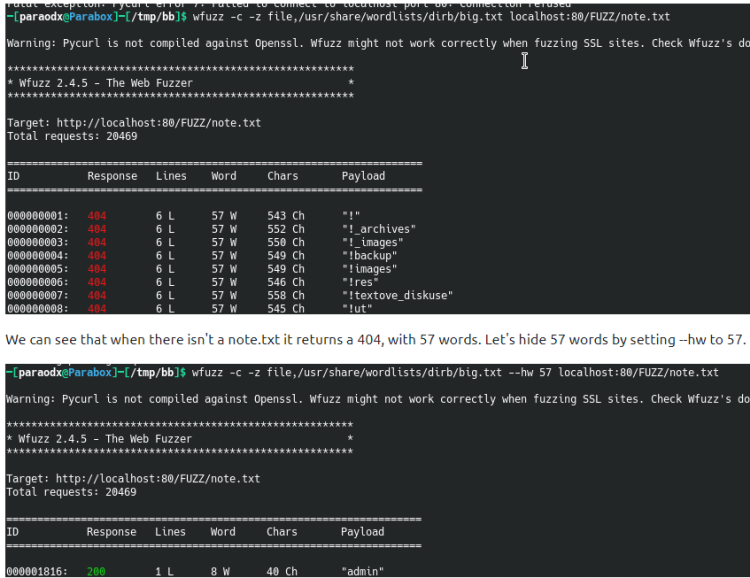 Fatal exception: Pycurl error 7: Failed to connect to localhost port 80: Connection refused
-[paraodx@Parabox]-[/tmp/bb]$ wfuzz -c -z file,/usr/share/wordlists/dirb/big.txt localhost:80/FUZZ/note.txt
Warning: Pycurl is not compiled against Openssl. Wfuzz might not work correctly when fuzzing SSL sites. Check Wfuzz's do
********************************************************
* Wfuzz 2.4.5 - The Web Fuzzer *
********************************************************
Target: http://localhost:80/FUZZ/note.txt
Total requests: 20469
===================================================================
ID Response Lines Word Chars Payload
===================================================================
000000001: 404 6 L 57 W 543 Ch "!"
000000002: 404 6 L 57 W 552 Ch "!_archives"
000000003: 404 6 L 57 W 550 Ch "!_images"
000000004: 404 6 L 57 W 549 Ch "!backup"
000000005: 404 6 L 57 W 549 Ch "!images"
000000006: 404 6 L 57 W 546 Ch "!res"
000000007: 404 6 L 57 W 558 Ch "!textove_diskuse"
000000008: 404 6 L 57 W 545 Ch "!ut"
We can see that when there isn't a note.txt it returns a 404, with 57 words. Let's hide 57 words by setting --hw to 57.
-[paraodx@Parabox]-[/tmp/bb]$ wfuzz -c -z file,/usr/share/wordlists/dirb/big.txt --hw 57 localhost:80/FUZZ/note.txt
Warning: Pycurl is not compiled against Openssl. Wfuzz might not work correctly when fuzzing SSL sites. Check Wfuzz's do
********************************************************
* Wfuzz 2.4.5 - The Web Fuzzer *
********************************************************
Target: http://localhost:80/FUZZ/note.txt
Total requests: 20469
===================================================================
ID Response Lines Word Chars Payload
===================================================================
000001816: 200 1 L 8 W 40 Ch "admin"